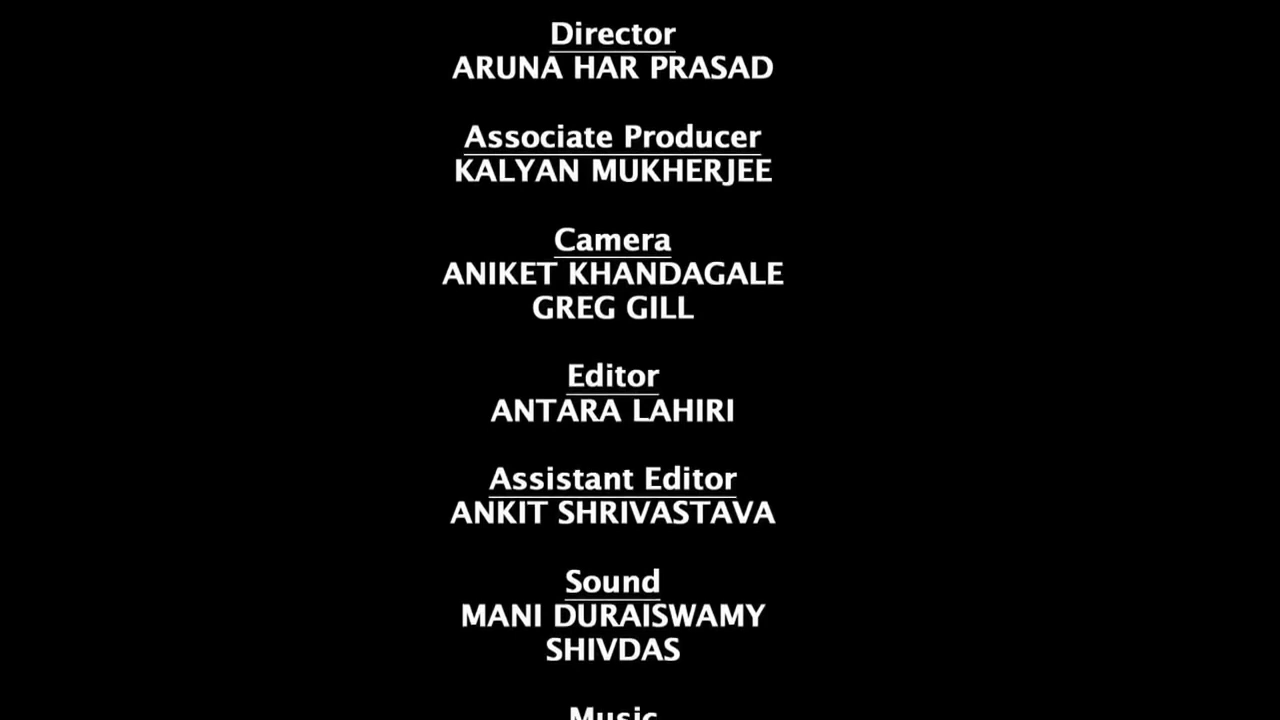 Director
ARUNA HAR PRASAD
Associate Producer
KALYAN MUKHERJEE
Camera
ANIKET KHANDAGALE
GREG GILL
Editor
ANTARA LAHIRI
Assistant Editor
ANKIT SHRIVASTAVA
Sound
MANI DURAISWAMY
SHIVDAS
Music